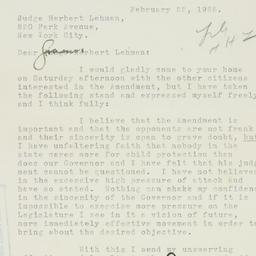 February 25, 1938.
Judge Herbert Lehman,
820 Park Avenue,
New York City.
Dear Herbert Lehman:
I would gladly come to your home
on Saturday afternoon with the other citizens
interested in the Amendment, but I have taken
the following stand and expressed myself freely
and I think fully:
I believe that the Amendment is
important and that the opponents are not frank
and their sincerity is open to grave doubt, but
I have unfaltering faith that nobody in the
state cares more for child protection than
does our Governor and I have felt that his judg-
ment cannot be questioned. I have not believed
in the excessive high pressure of attack and
have so stated. Nothing can shake my confidence
in the sincerity of the Governor and if it is
impossible to exercise more pressure on the
Legislature I see in it a vision of future,
more immediately effective movement in order to
bring about the desired objective.
With this I send my unswerving